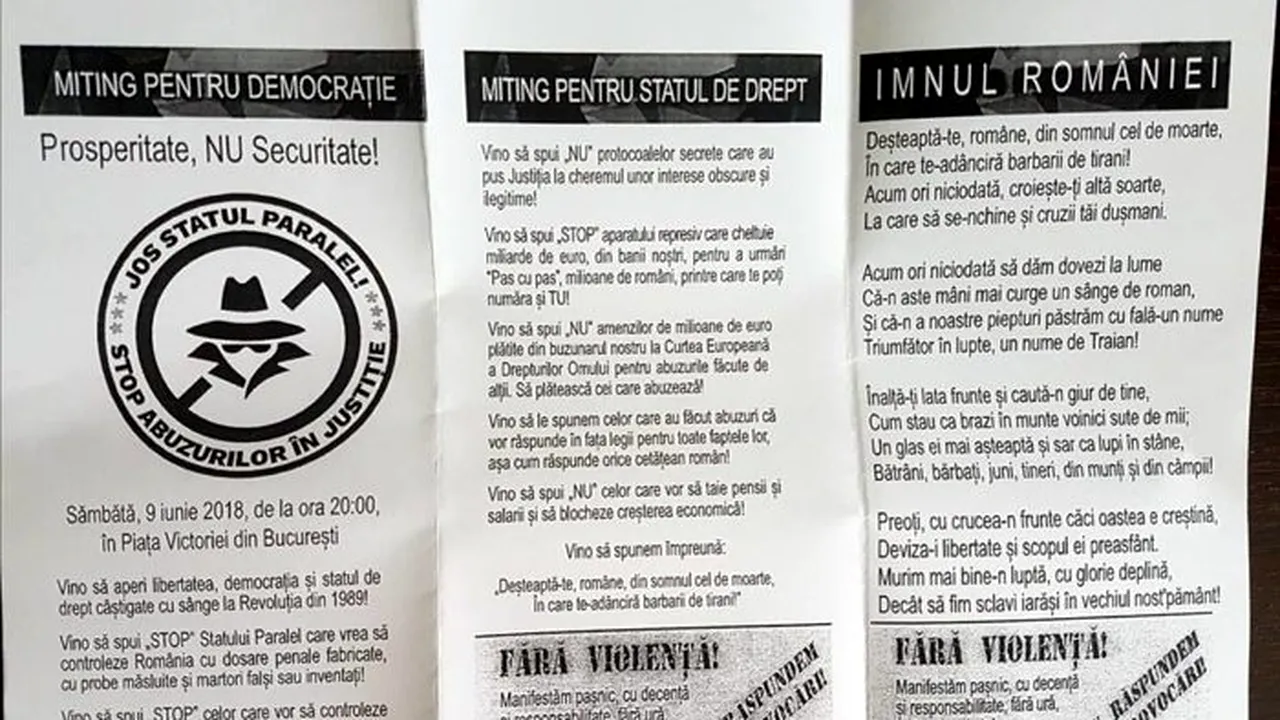 MITING PENTRU DEMOCRAȚIE
Prosperitate, NU Securitate!
JOS STATUL PARALEL!
STOP ABUZURILOR ÎN JUSTIȚIE
Sâmbătă, 9 iunie 2018, de la ora 20:00,
în Piața Victoriei din București
Vino să aperi libertatea, democrația și statul de
drept câștigate cu sânge la Revoluția din 1989!
Vino să spui „STOP” Statului Paralel care vrea să
controleze România cu dosare penale fabricate,
cu probe măsluite și martori falși sau inventați!
Vino să spui „STOP” celor care vor să controleze
MITING PENTRU STATUL DE DREPT
Vino să spui „NU” protocoalelor secrete care au
pus Justiția la cheremul unor interese obscure și
ilegitime!
Vino să spui „STOP” aparatului represiv care cheltuie
miliarde de euro, din banii noștri, pentru a urmări
"Pas cu pas", milioane de români, printre care te poți
număra și TU!
Vino să spui „NU” amenzilor de milioane de euro
plătite din buzunarul nostru la Curtea Europeană
a Drepturilor Omului pentru abuzurile făcute de
alții. Să plătească cei care abuzează!
Vino să le spunem celor care au făcut abuzuri că
vor răspunde în fața legii pentru toate faptele lor,
așa cum răspunde orice cetățean român!
Vino să spui „NU” celor care vor să taie pensii și
salarii și să blocheze creșterea economică!
Vino să spunem împreună:
„Deșteaptă-te, române, din somnul cel de moarte,
În care te-adânciră barbarii de tirani!”
FĂRĂ VIOLENȚĂ!
Manifestăm pașnic, cu decență
și responsabilitate, fără ură,
RĂSPUNDEM
PROVOCĂRI!
IMNUL ROMÂNIEI
Deșteaptă-te, române, din somnul cel de moarte,
În care te-adânciră barbarii de tirani!
Acum ori niciodată, croiește-ți altă soarte,
La care să se-nchine și cruzii tăi dușmani.
Acum ori niciodată să dăm dovezi la lume
Că-n aste mâni mai curge un sânge de roman,
Și că-n a noastre piepturi păstrăm cu fală-un nume
Triumfător în lupte, un nume de Traian!
Înalță-ți lata frunte și caută-n giur de tine,
Cum stau ca brazi în munte voinici sute de mii;
Un glas ei mai așteaptă și sar ca lupi în stâne,
Bătrâni, bărbați, juni, tineri, din munți și din câmpii!
Preoți, cu crucea-n frunte căci oastea e creștină,
Deviza-i libertate și scopul ei preasfânt.
Murim mai bine-n luptă, cu glorie deplină,
Decât să fim sclavi iarăși în vechiul nost'pământ!
FĂRĂ VIOLENȚĂ!
Manifestăm pașnic, cu decență
și responsabilitate, fără ură,
RĂSPUNDEM
PROVOCĂRI!